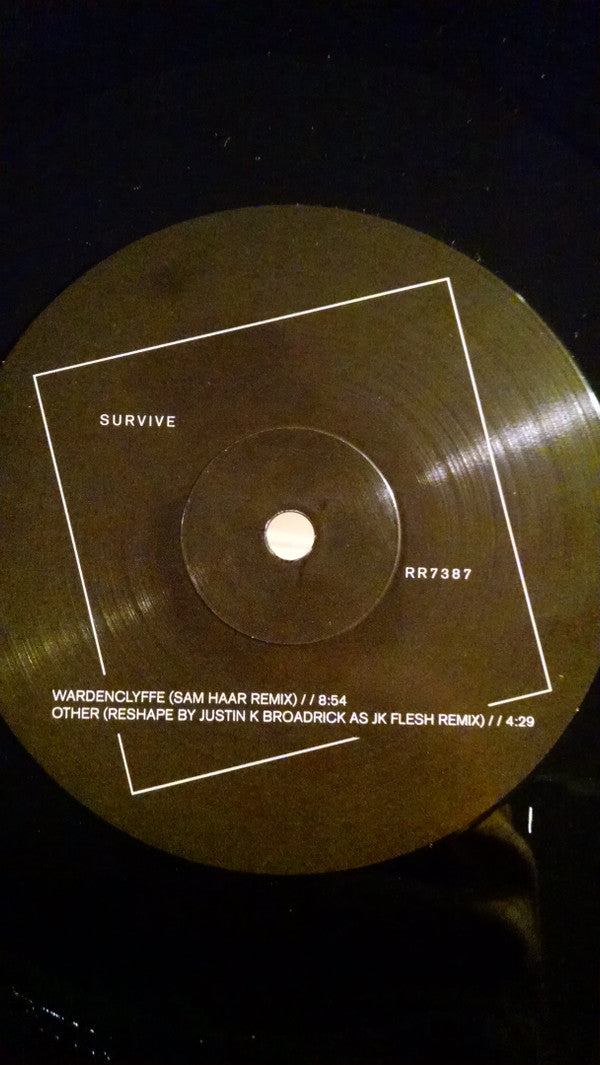 SURVIVE
RR7387
WARDENCLYFFE (SAM HAAR REMIX) / / 8:54
OTHER (RESHAPE BY JUSTIN K BROADRICK AS JK FLESH REMIX) / / 4:29